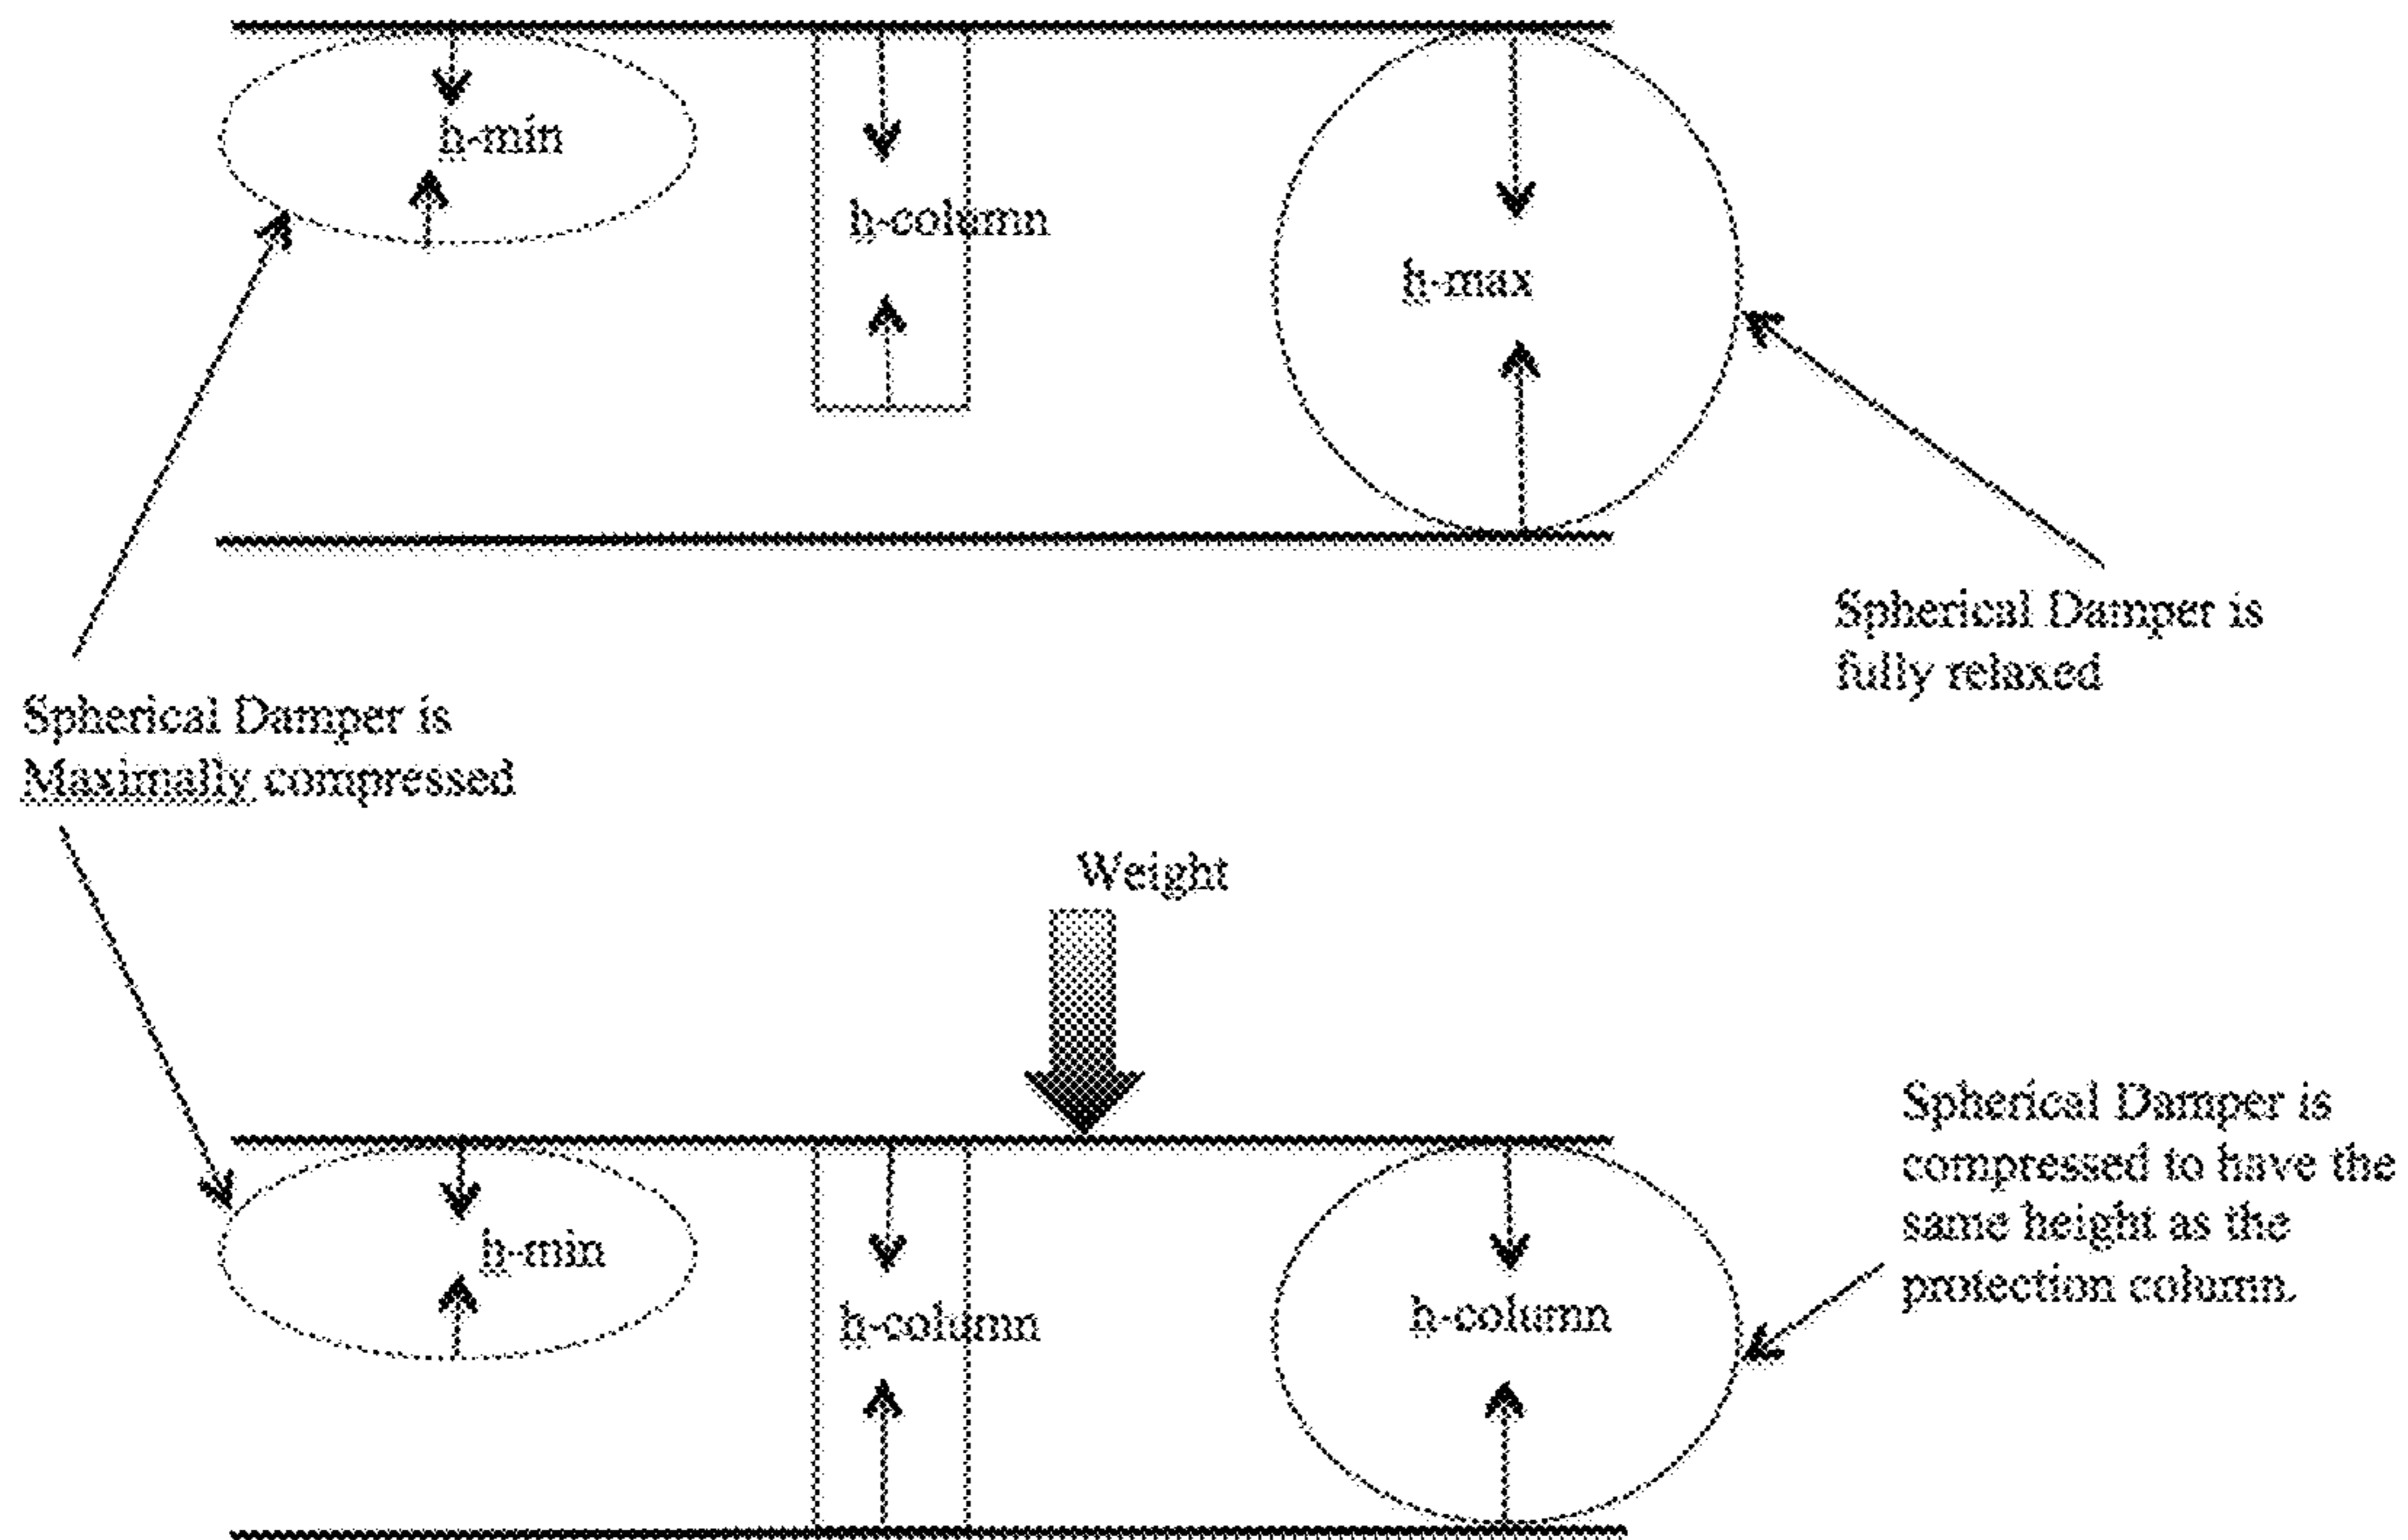 h-min
h-column
h-max
Spherical Damper is
fully relaxed
Spherical Damper is
Maximally compressed
Weight
Spherical Damper is
compressed to have the
same height as the
protection column.
h-min
h-column
h-column